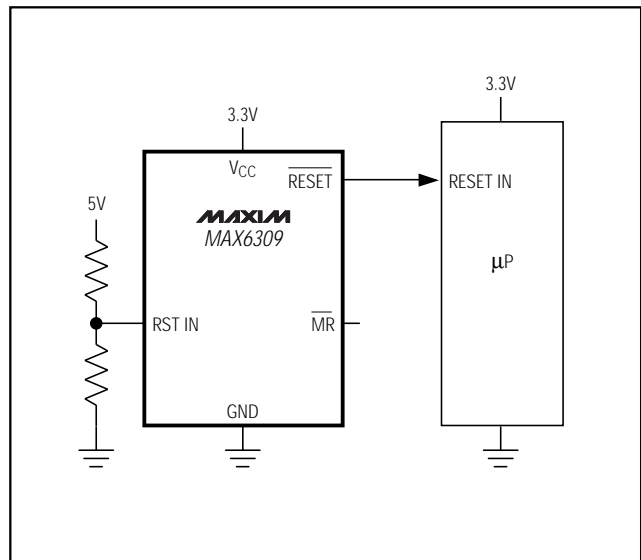 3.3V
3.3V
VCC
RESET
RESET IN
5V
MAXIM
MAX6309
μP
RST IN
MR
GND